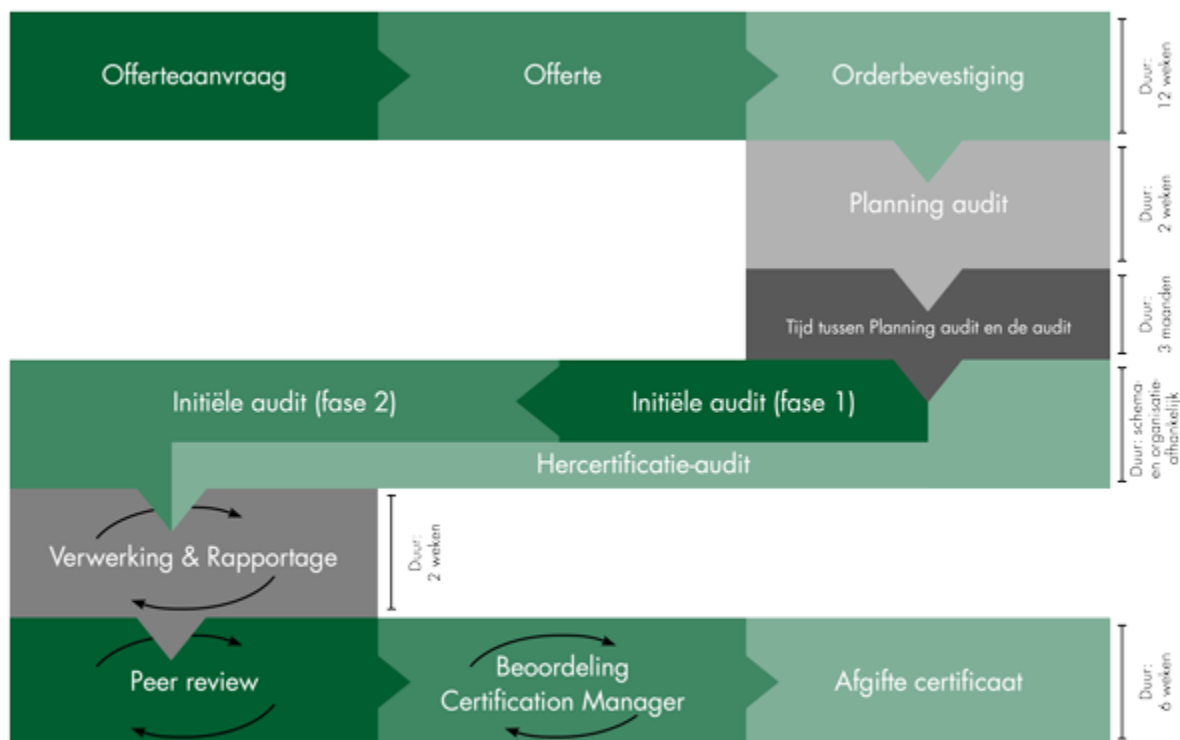 Offerteaanvraag
Offerte
Orderbevestiging
Duur:
12 weken
Planning audit
Duur:
2 weken
Tijd tussen Planning audit en de audit
Duur:
3 maanden
Initiële audit (fase 2)
Initiële audit (fase 1)
Hercertificatie-audit
Duur: schema-
en organisatie-
afhankelijk
Verwerking & Rapportage
Duur:
2 weken
Peer review
Beoordeling
Certification Manager
Afgifte certificaat
Duur:
6 weken